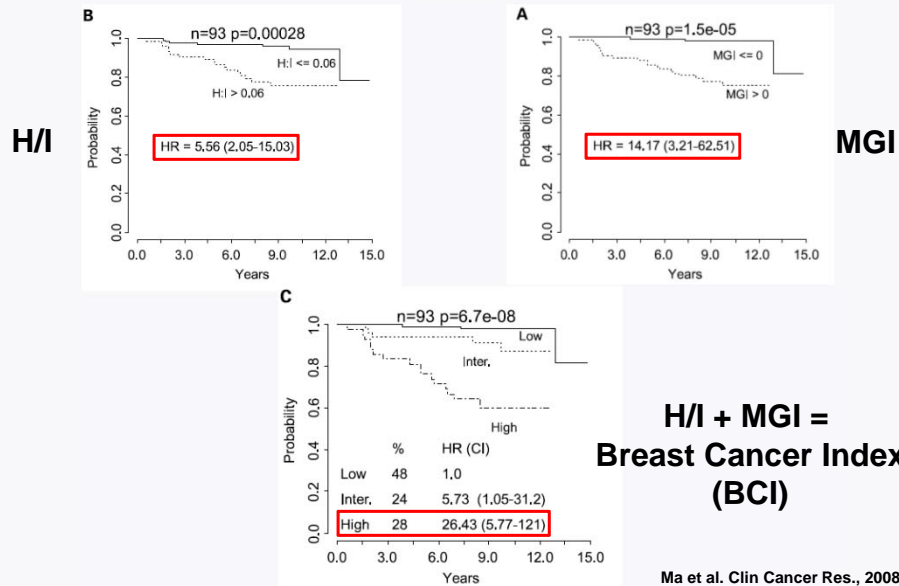 B
n=93 p=0.00028
H:I <= 0.06
H:I > 0.06
HR = 5.56 (2.05-15.03)
Probability
0.0 0.2 0.4 0.6 0.8 1.0
0.0 3.0 6.0 9.0 12.0 15.0
Years
H/I
A
n=93 p=1.5e-05
MGI <= 0
MGI > 0
HR = 14.17 (3.21-62.51)
Probability
0.0 0.2 0.4 0.6 0.8 1.0
0.0 3.0 6.0 9.0 12.0 15.0
Years
MGI
C
n=93 p=6.7e-08
Low
Inter.
High
% HR (CI)
Low 48 1.0
Inter. 24 5.73 (1.05-31.2)
High 28 26.43 (5.77-121)
Probability
0.0 0.2 0.4 0.6 0.8 1.0
0.0 3.0 6.0 9.0 12.0 15.0
Years
H/I + MGI =
Breast Cancer Index
(BCI)
Ma et al. Clin Cancer Res., 2008